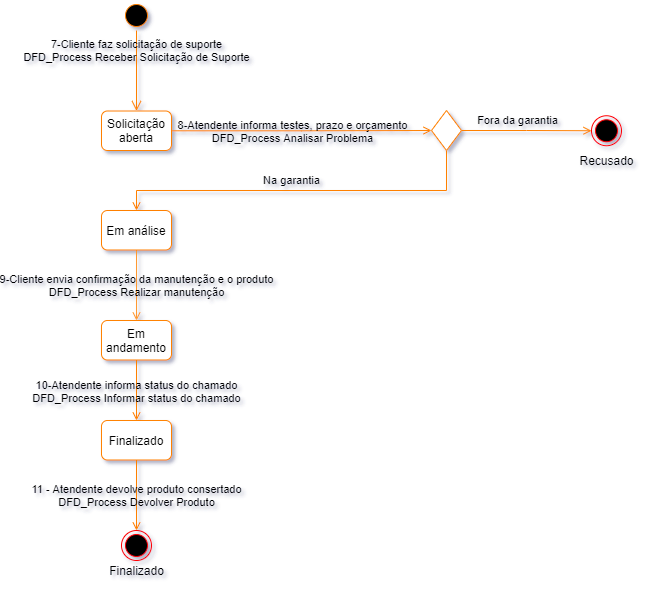 7-Cliente faz solicitação de suporte
DFD_Process Receber Solicitação de Suporte
Solicitação
aberta
8-Atendente informa testes, prazo e orçamento
DFD_Process Analisar Problema
Fora da garantia
Recusado
Na garantia
Em análise
9-Cliente envia confirmação da manutenção e o produto
DFD_Process Realizar manutenção
Em
andamento
10-Atendente informa status do chamado
DFD_Process Informar status do chamado
Finalizado
11 - Atendente devolve produto consertado
DFD_Process Devolver Produto
Finalizado